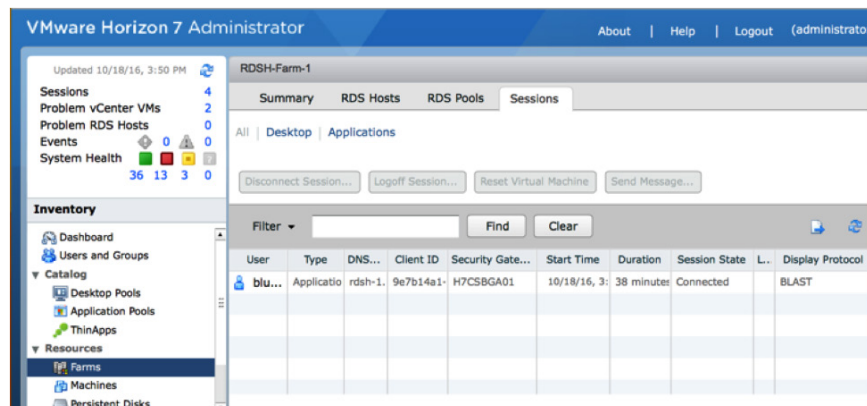 VMware Horizon 7 Administrator
About | Help | Logout (administrato
Updated 10/18/16, 3:50 PM
Sessions 4
Problem vCenter VMs 2
Problem RDS Hosts 0
Events 0 0
System Health
36 13 3 0
Inventory
Dashboard
Users and Groups
Catalog
Desktop Pools
Application Pools
ThinApps
Resources
Farms
Machines
Persistent Disks
RDSH-Farm-1
Summary RDS Hosts RDS Pools Sessions
All | Desktop | Applications
Disconnect Session... Logoff Session... Reset Virtual Machine Send Message...
Filter Find Clear
User Type DNS... Client ID Security Gate... Start Time Duration Session State L... Display Protocol
blu... Applicatio rdsh-1. 9e7b14a1- H7CSBGA01 10/18/16, 3: 38 minutes Connected BLAST